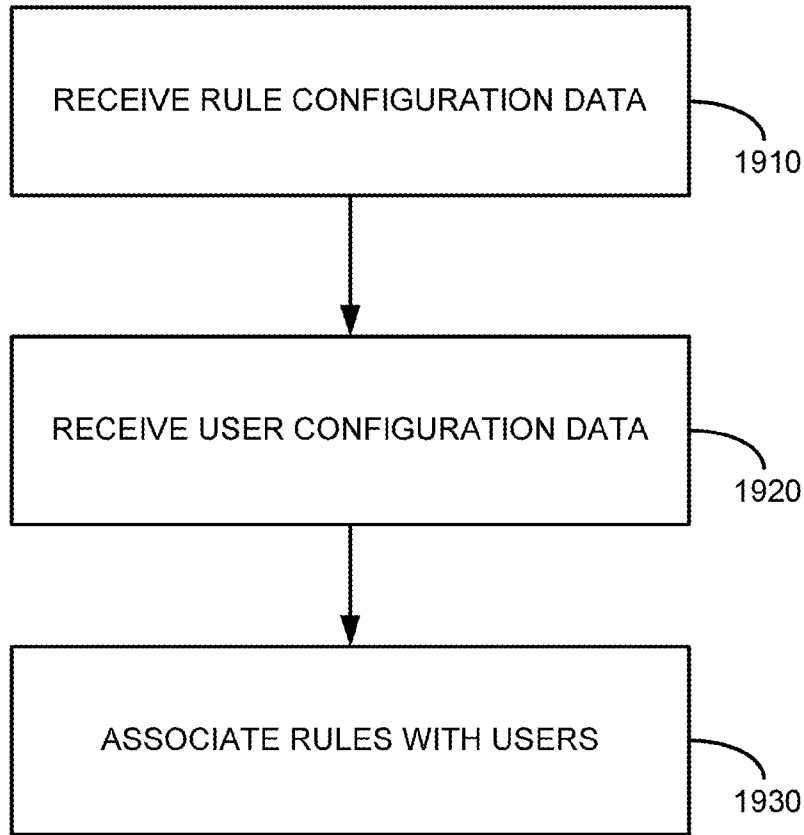 RECEIVE RULE CONFIGURATION DATA
1910
RECEIVE USER CONFIGURATION DATA
1920
ASSOCIATE RULES WITH USERS
1930